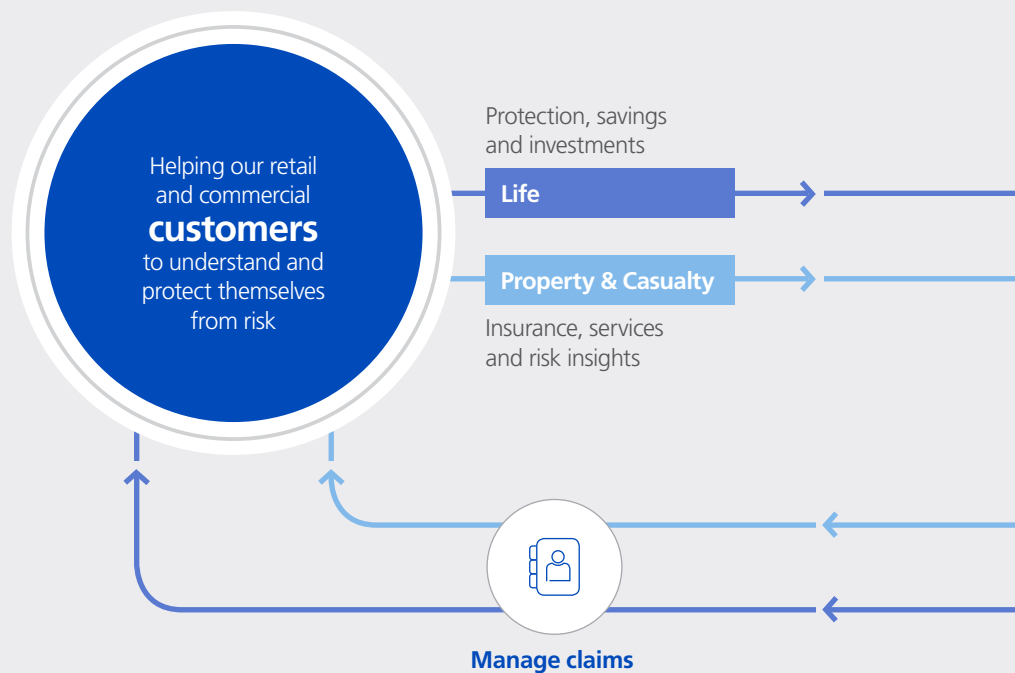 Helping our retail
and commercial
customers
to understand and
protect themselves
from risk
Protection, savings
and investments
Life
Property & Casualty
Insurance, services
and risk insights
Manage claims